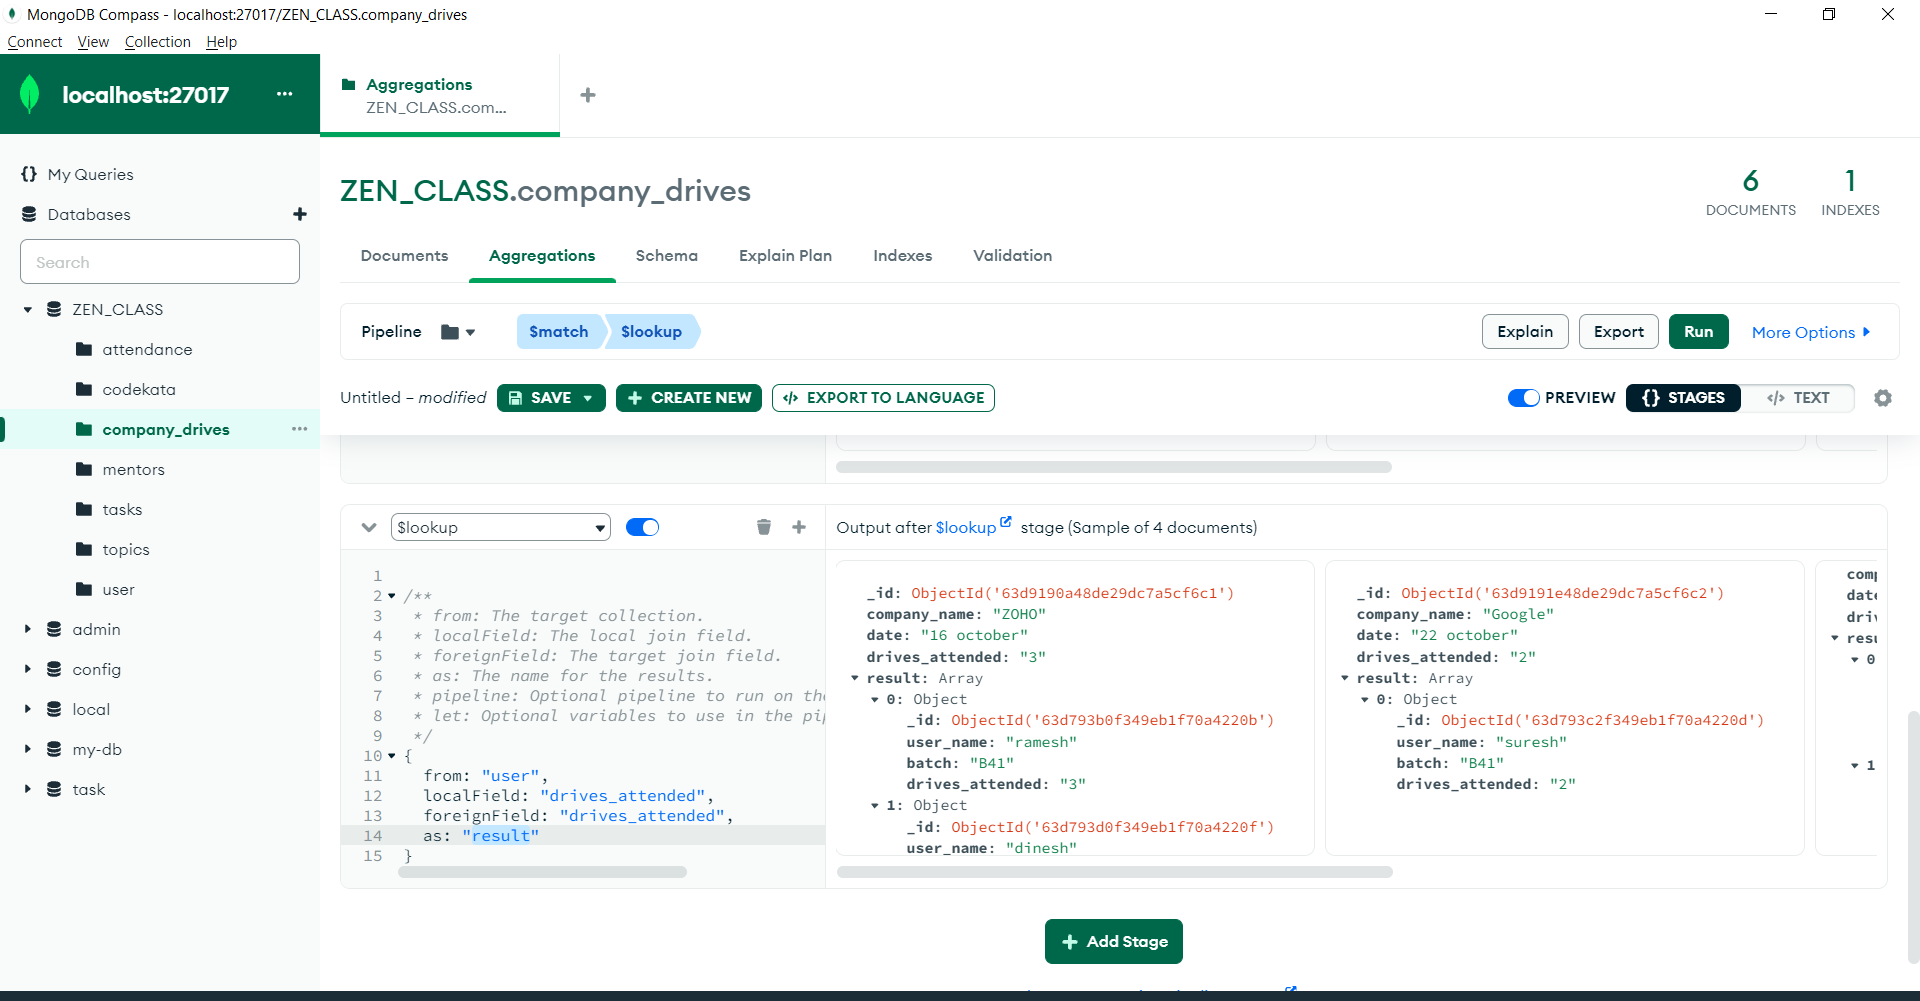 MongoDB Compass - localhost:27017/ZEN_CLASS.company_drives
Connect View Collection Help
localhost:27017 ...
Aggregations
ZEN_CLASS.com...
{} My Queries
Databases
Search
ZEN_CLASS
attendance
codekata
company_drives
mentors
tasks
topics
user
admin
config
local
my-db
task
ZEN_CLASS.company_drives
6
DOCUMENTS
1
INDEXES
Documents Aggregations Schema Explain Plan Indexes Validation
Pipeline $match $lookup Explain Export Run More Options
Untitled – modified SAVE + CREATE NEW </> EXPORT TO LANGUAGE PREVIEW {} STAGES </> TEXT
$lookup
Output after $lookup stage (Sample of 4 documents)
1
2 /**
3 * from: The target collection.
4 * localField: The local join field.
5 * foreignField: The target join field.
6 * as: The name for the results.
7 * pipeline: Optional pipeline to run on the
8 * let: Optional variables to use in the pi
9 */
10 {
11 from: "user",
12 localField: "drives_attended",
13 foreignField: "drives_attended",
14 as: "result"
15 }
_id: ObjectId('63d9190a48de29dc7a5cf6c1')
company_name: "ZOHO"
date: "16 october"
drives_attended: "3"
result: Array
0: Object
_id: ObjectId('63d793b0f349eb1f70a4220b')
user_name: "ramesh"
batch: "B41"
drives_attended: "3"
1: Object
_id: ObjectId('63d793d0f349eb1f70a4220f')
user_name: "dinesh"
_id: ObjectId('63d9191e48de29dc7a5cf6c2')
company_name: "Google"
date: "22 october"
drives_attended: "2"
result: Array
0: Object
_id: ObjectId('63d793c2f349eb1f70a4220d')
user_name: "suresh"
batch: "B41"
drives_attended: "2"
com
date
driv
resu
0
1
+ Add Stage